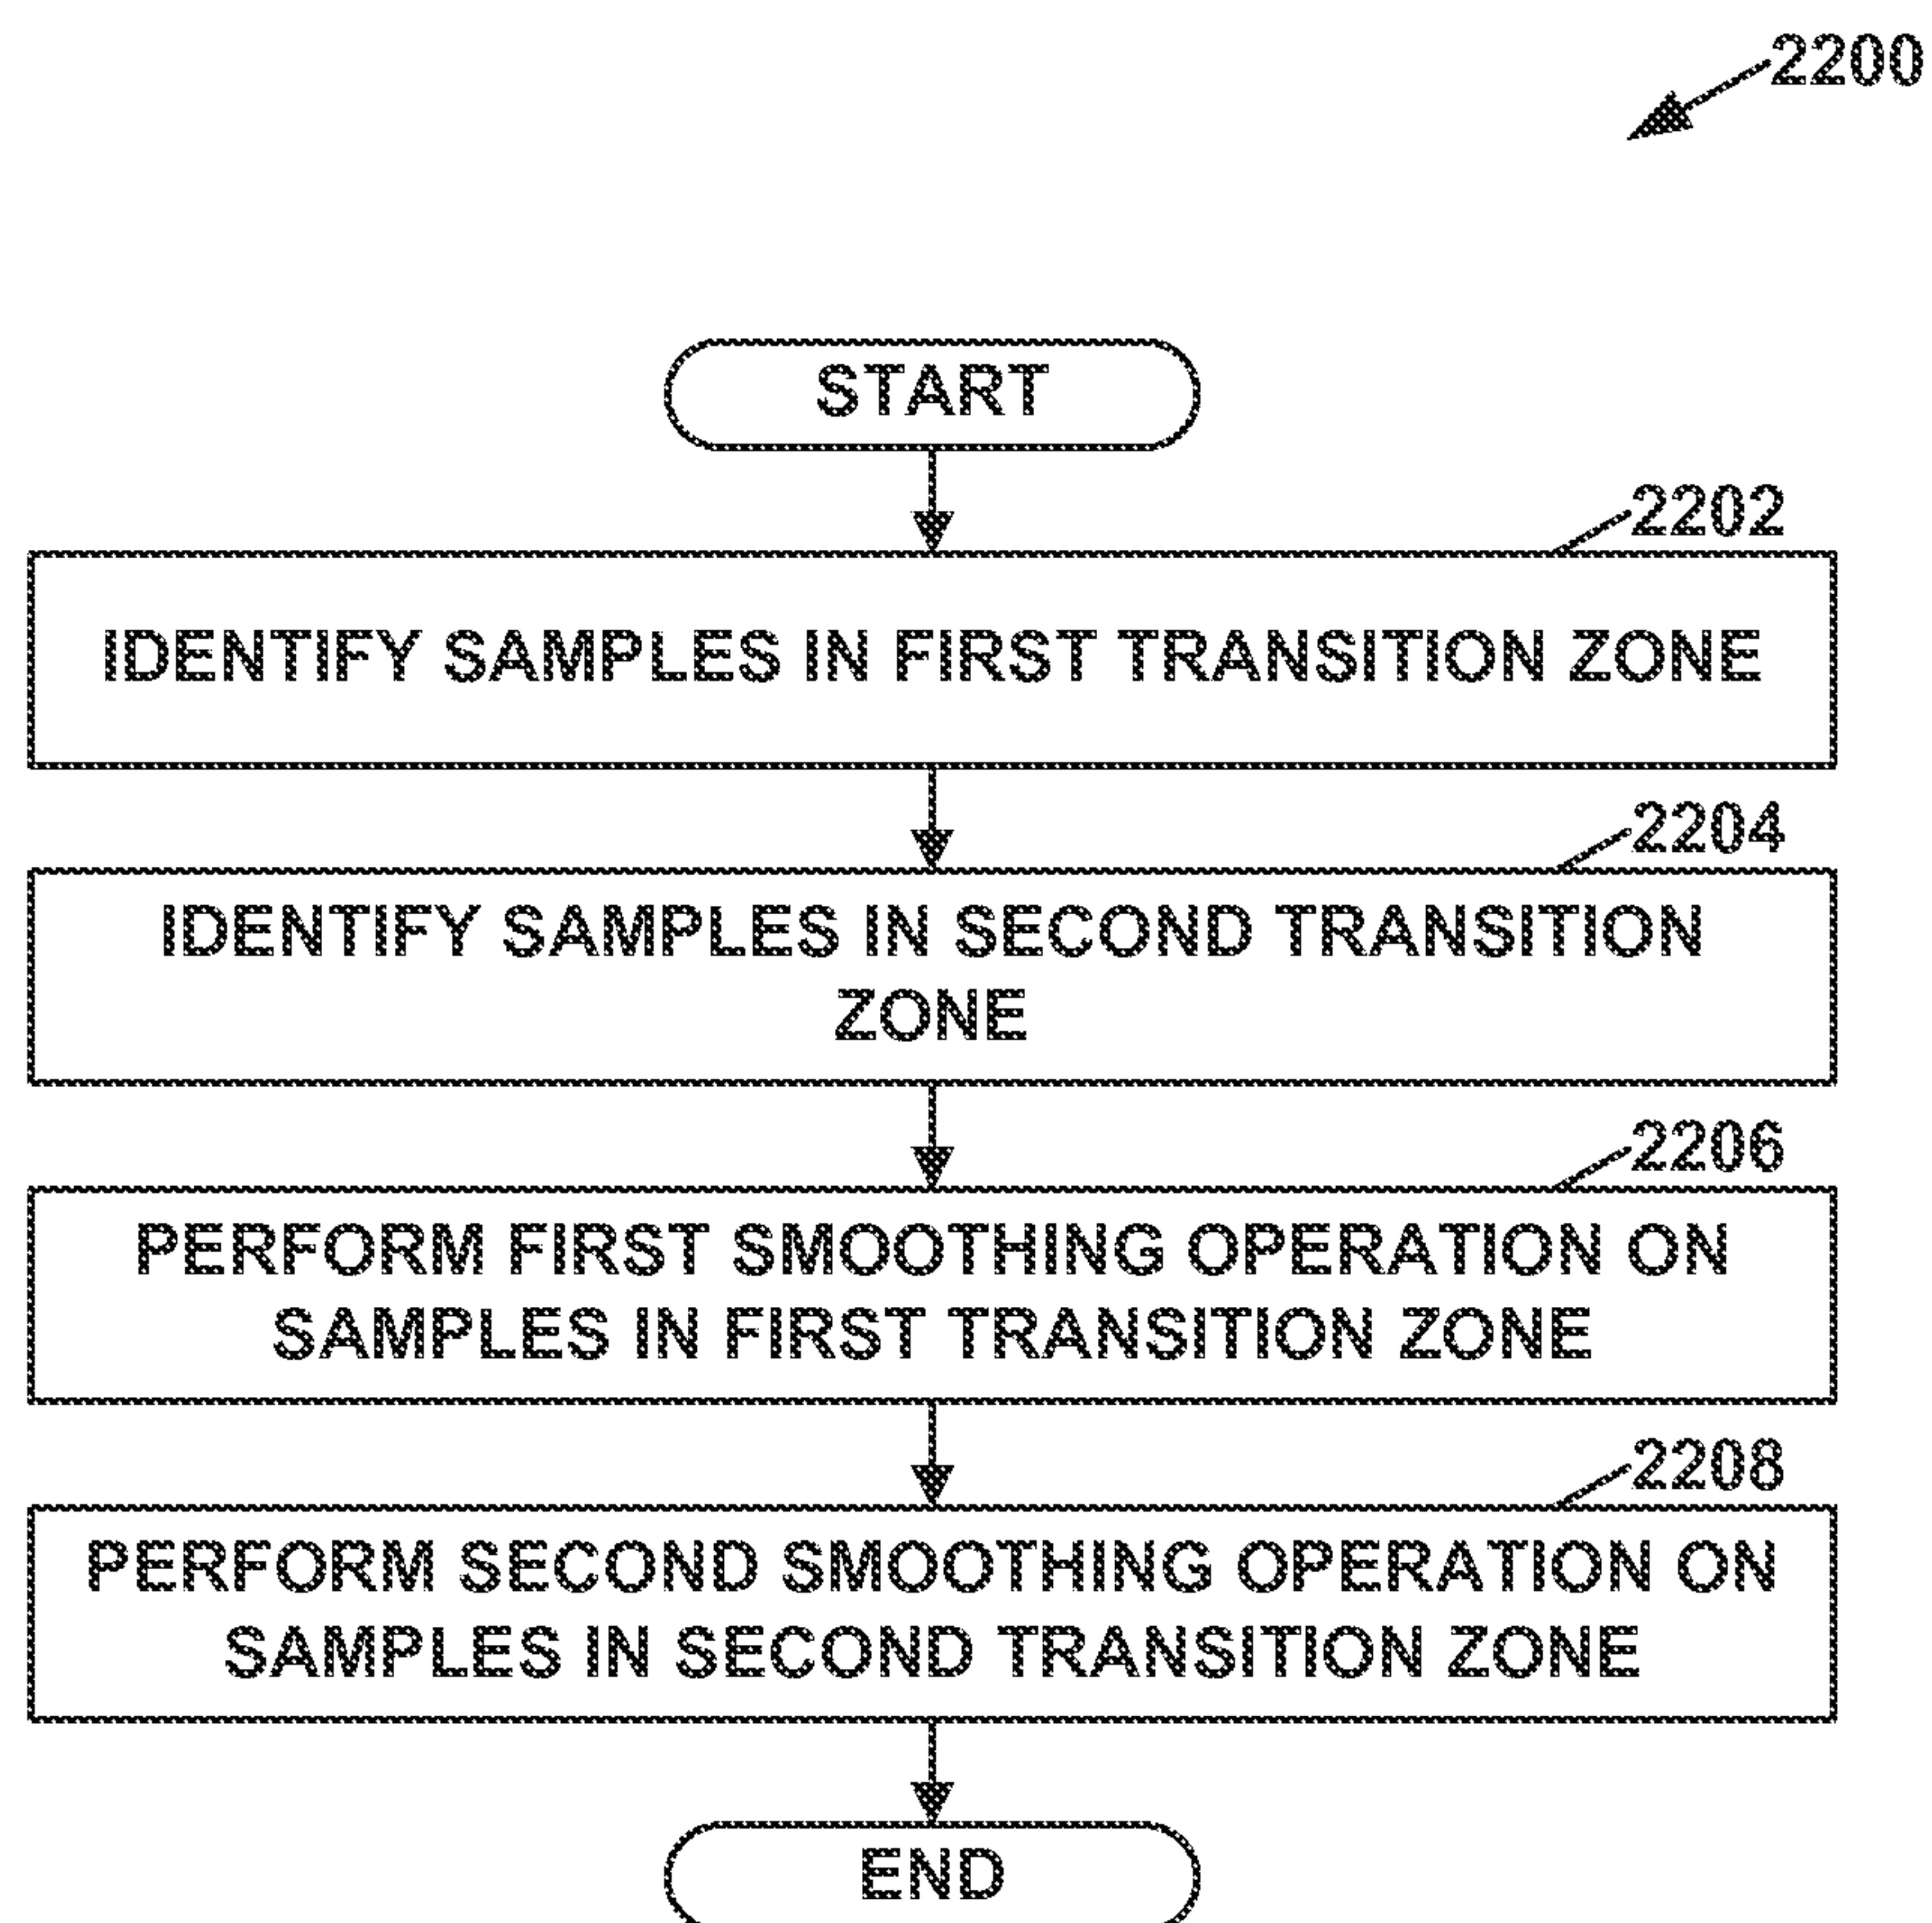 2200
START
2202
IDENTIFY SAMPLES IN FIRST TRANSITION ZONE
2204
IDENTIFY SAMPLES IN SECOND TRANSITION
ZONE
2206
PERFORM FIRST SMOOTHING OPERATION ON
SAMPLES IN FIRST TRANSITION ZONE
2208
PERFORM SECOND SMOOTHING OPERATION ON
SAMPLES IN SECOND TRANSITION ZONE
END